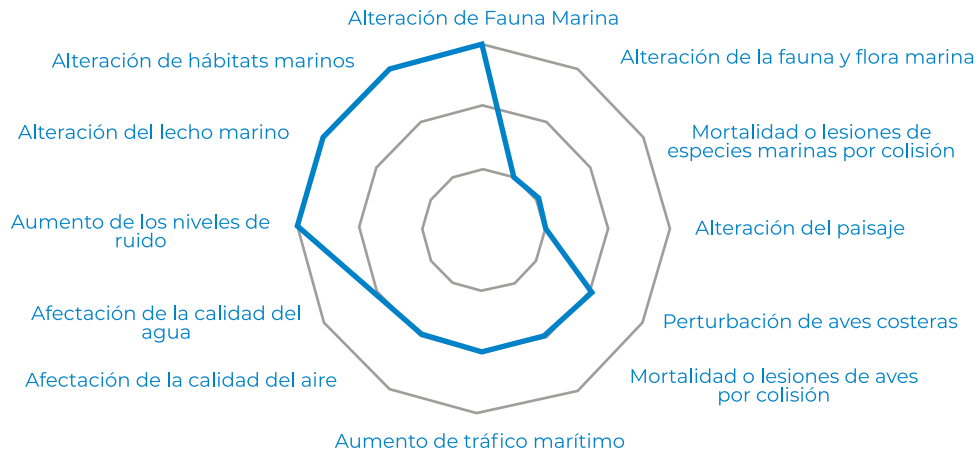 Alteración de Fauna Marina
Alteración de la fauna y flora marina
Mortalidad o lesiones de
especies marinas por colisión
Alteración del paisaje
Perturbación de aves costeras
Mortalidad o lesiones de aves
por colisión
Aumento de tráfico marítimo
Afectación de la calidad del aire
Afectación de la calidad del
agua
Aumento de los niveles de
ruido
Alteración del lecho marino
Alteración de hábitats marinos